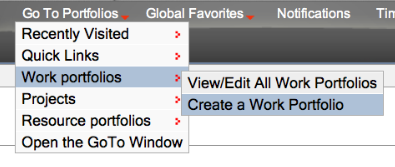 Go To Portfolios Global Favorites Notifications
Recently Visited
Quick Links
Work portfolios
View/Edit All Work Portfolios
Projects
Create a Work Portfolio
Resource portfolios
Open the GoTo Window